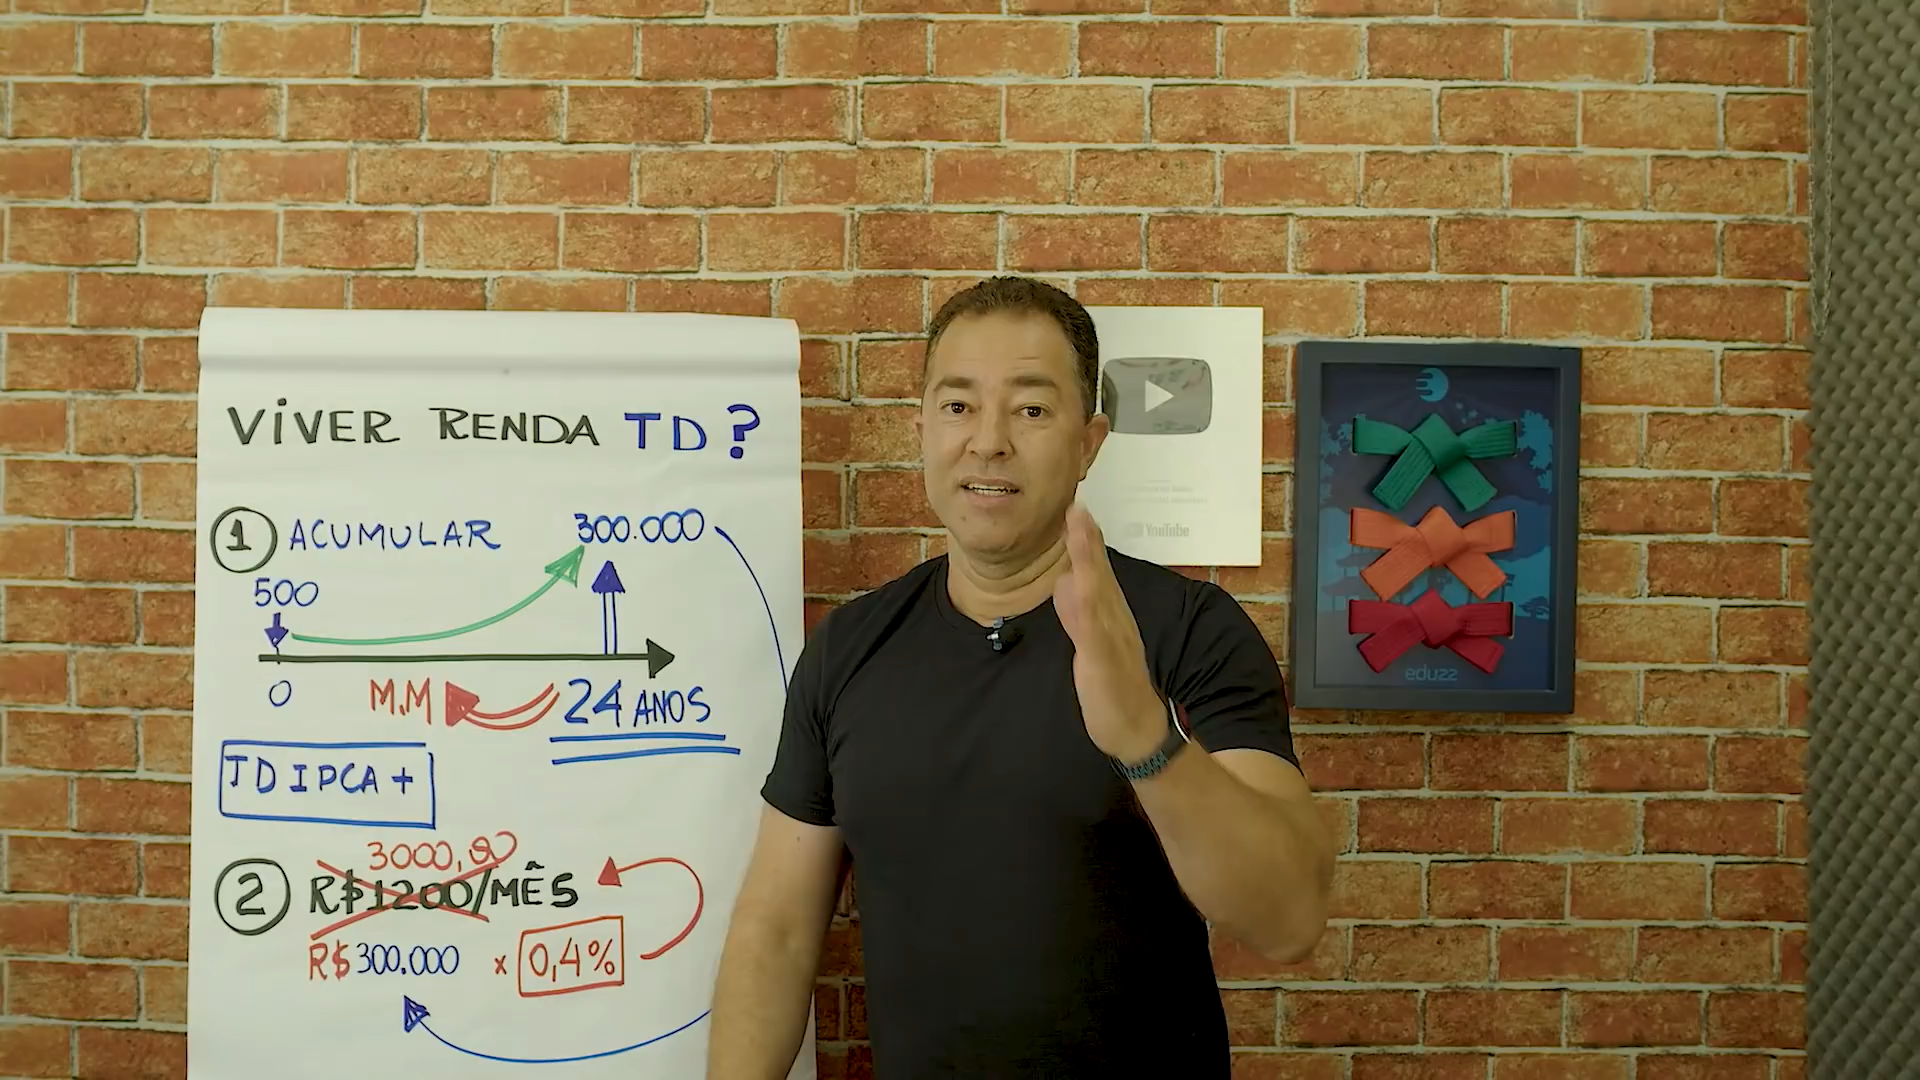 VIVER RENDA TD?
1 ACUMULAR 300.000
500
0 M.M 24 ANOS
TD IPCA +
3000,00
2 R$1200/MÊS
R$300.000 x 0,4%
YouTube
eduzz